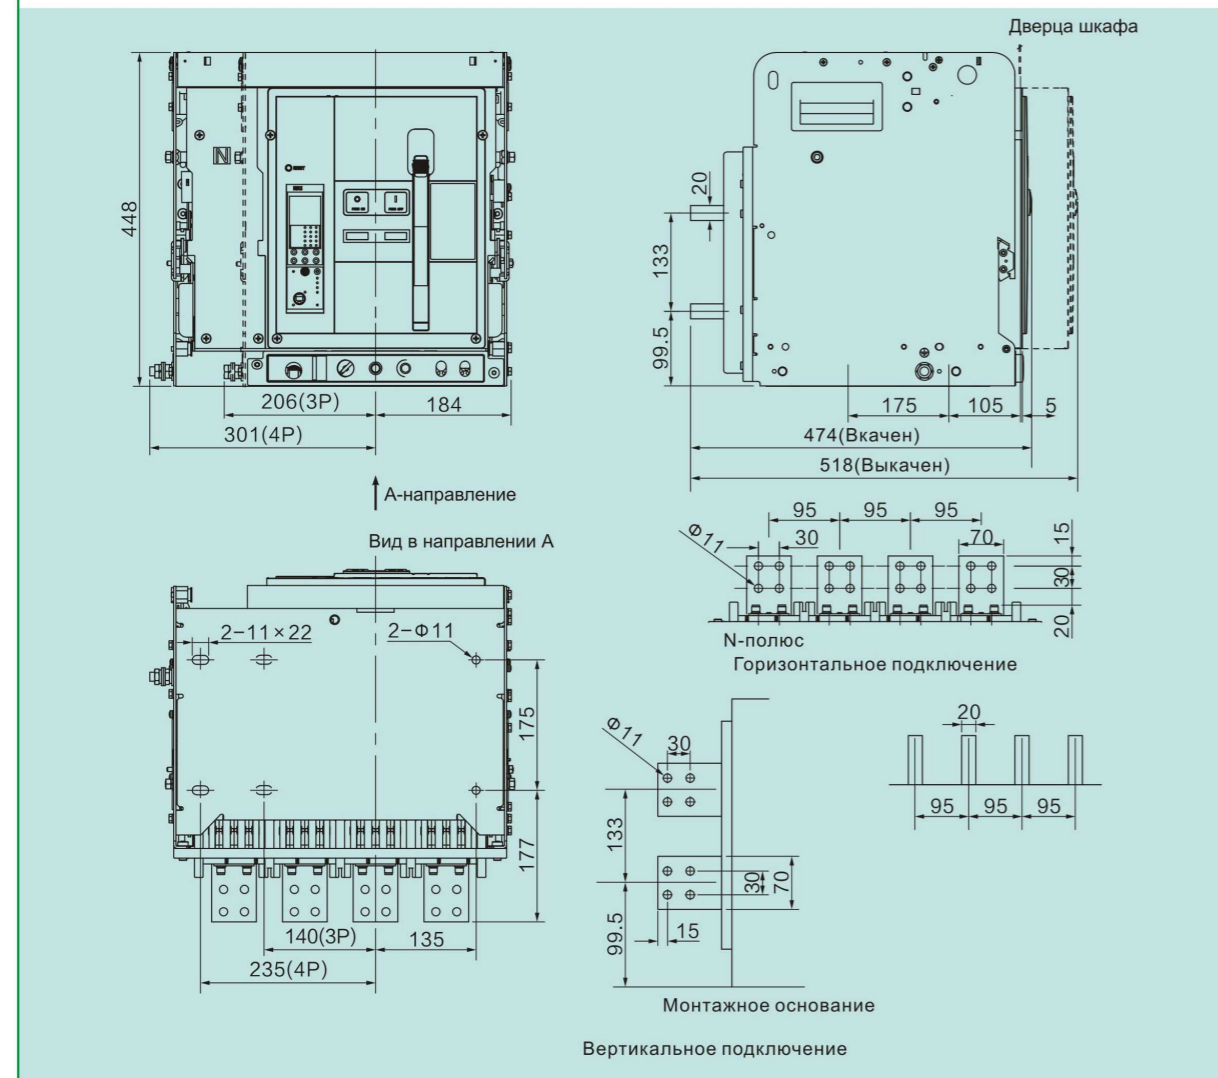 Дверца шкафа
448
N
206(3P)
184
301(4P)
20
133
99.5
175
105
5
474(Вкачен)
518(Выкачен)
А-направление
Вид в направлении А
95
95
95
Φ11
30
70
15
30
20
N-полюс
Горизонтальное подключение
2-11×22
2-Φ11
175
177
140(3P)
135
235(4P)
Φ11
30
133
99.5
30
70
15
Монтажное основание
20
95
95
95
Вертикальное подключение